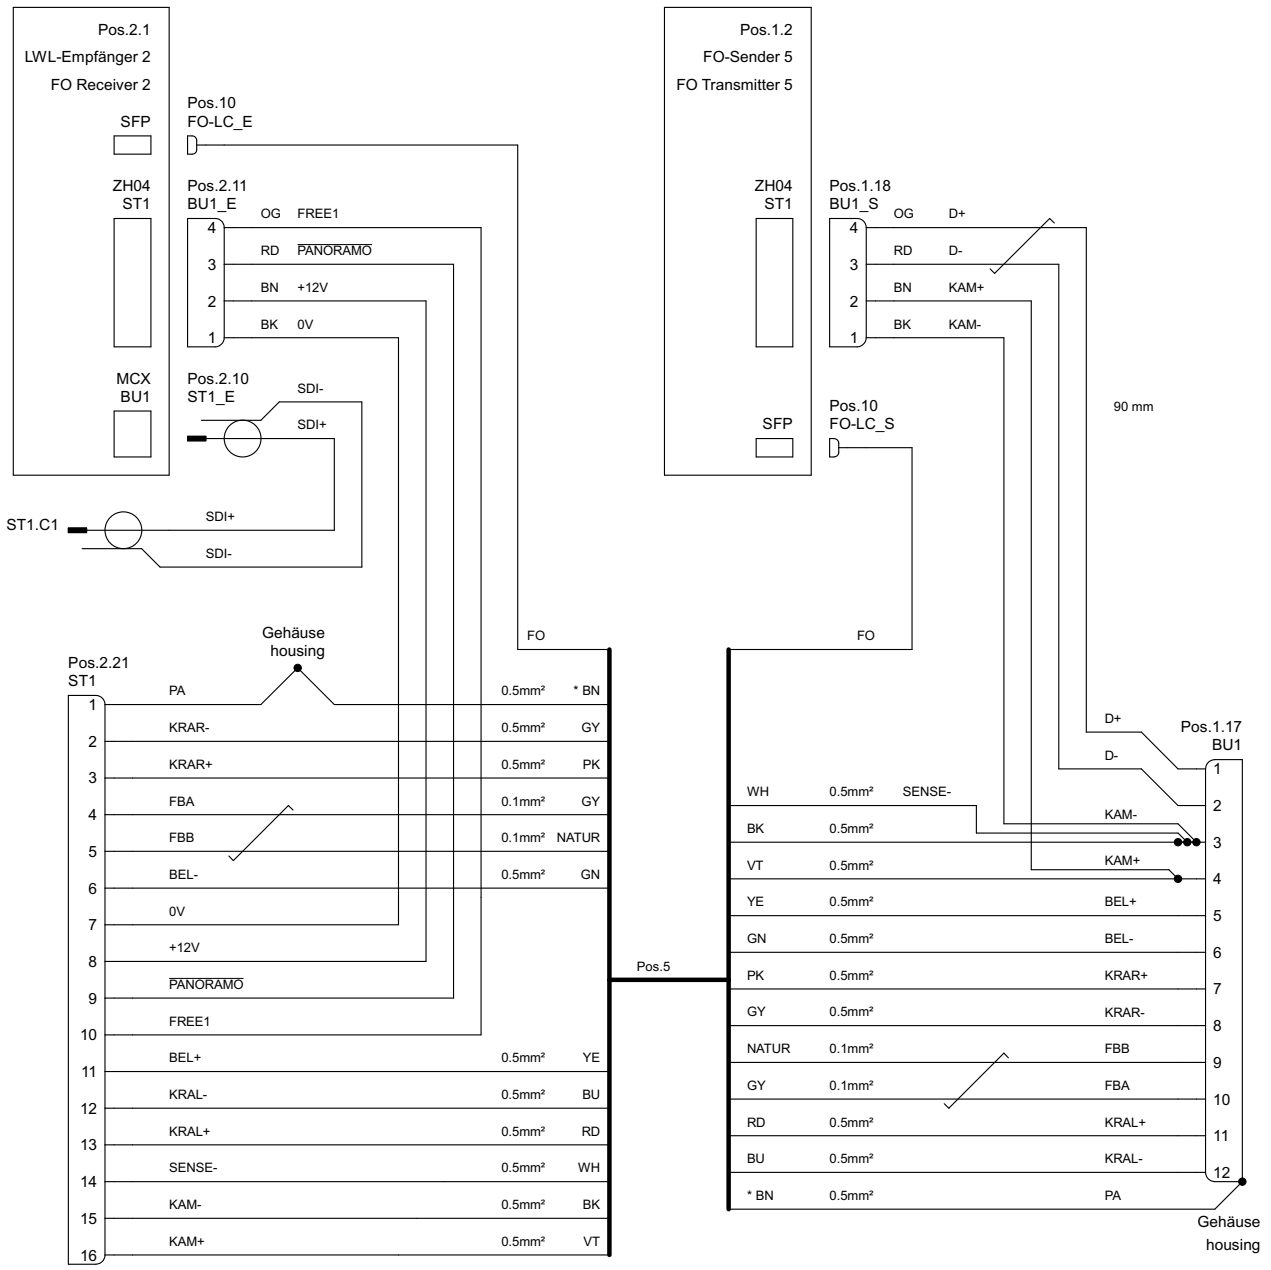 Pos.2.1
LWL-Empfänger 2
FO Receiver 2
SFP
Pos.10
FO-LC_E
ZH04
ST1
Pos.2.11
BU1_E
4 OG FREE1
3 RD PANORAMO
2 BN +12V
1 BK 0V
MCX
BU1
Pos.2.10
ST1_E
SDI-
SDI+
ST1.C1
SDI+
SDI-
Pos.1.2
FO-Sender 5
FO Transmitter 5
ZH04
ST1
Pos.1.18
BU1_S
4 OG D+
3 RD D-
2 BN KAM+
1 BK KAM-
90 mm
SFP
Pos.10
FO-LC_S
FO
FO
Gehäuse
housing
Pos.2.21
ST1
1 PA 0.5mm² * BN
2 KRAR- 0.5mm² GY
3 KRAR+ 0.5mm² PK
4 FBA 0.1mm² GY
5 FBB 0.1mm² NATUR
6 BEL- 0.5mm² GN
7 0V
8 +12V
9 PANORAMO
10 FREE1
11 BEL+ 0.5mm² YE
12 KRAL- 0.5mm² BU
13 KRAL+ 0.5mm² RD
14 SENSE- 0.5mm² WH
15 KAM- 0.5mm² BK
16 KAM+ 0.5mm² VT
Pos.5
Pos.1.17
BU1
D+ 1
D- 2
WH 0.5mm² SENSE-
BK 0.5mm² KAM- 3
VT 0.5mm² KAM+ 4
YE 0.5mm² BEL+ 5
GN 0.5mm² BEL- 6
PK 0.5mm² KRAR+ 7
GY 0.5mm² KRAR- 8
NATUR 0.1mm² FBB 9
GY 0.1mm² FBA 10
RD 0.5mm² KRAL+ 11
BU 0.5mm² KRAL- 12
* BN 0.5mm² PA
Gehäuse
housing